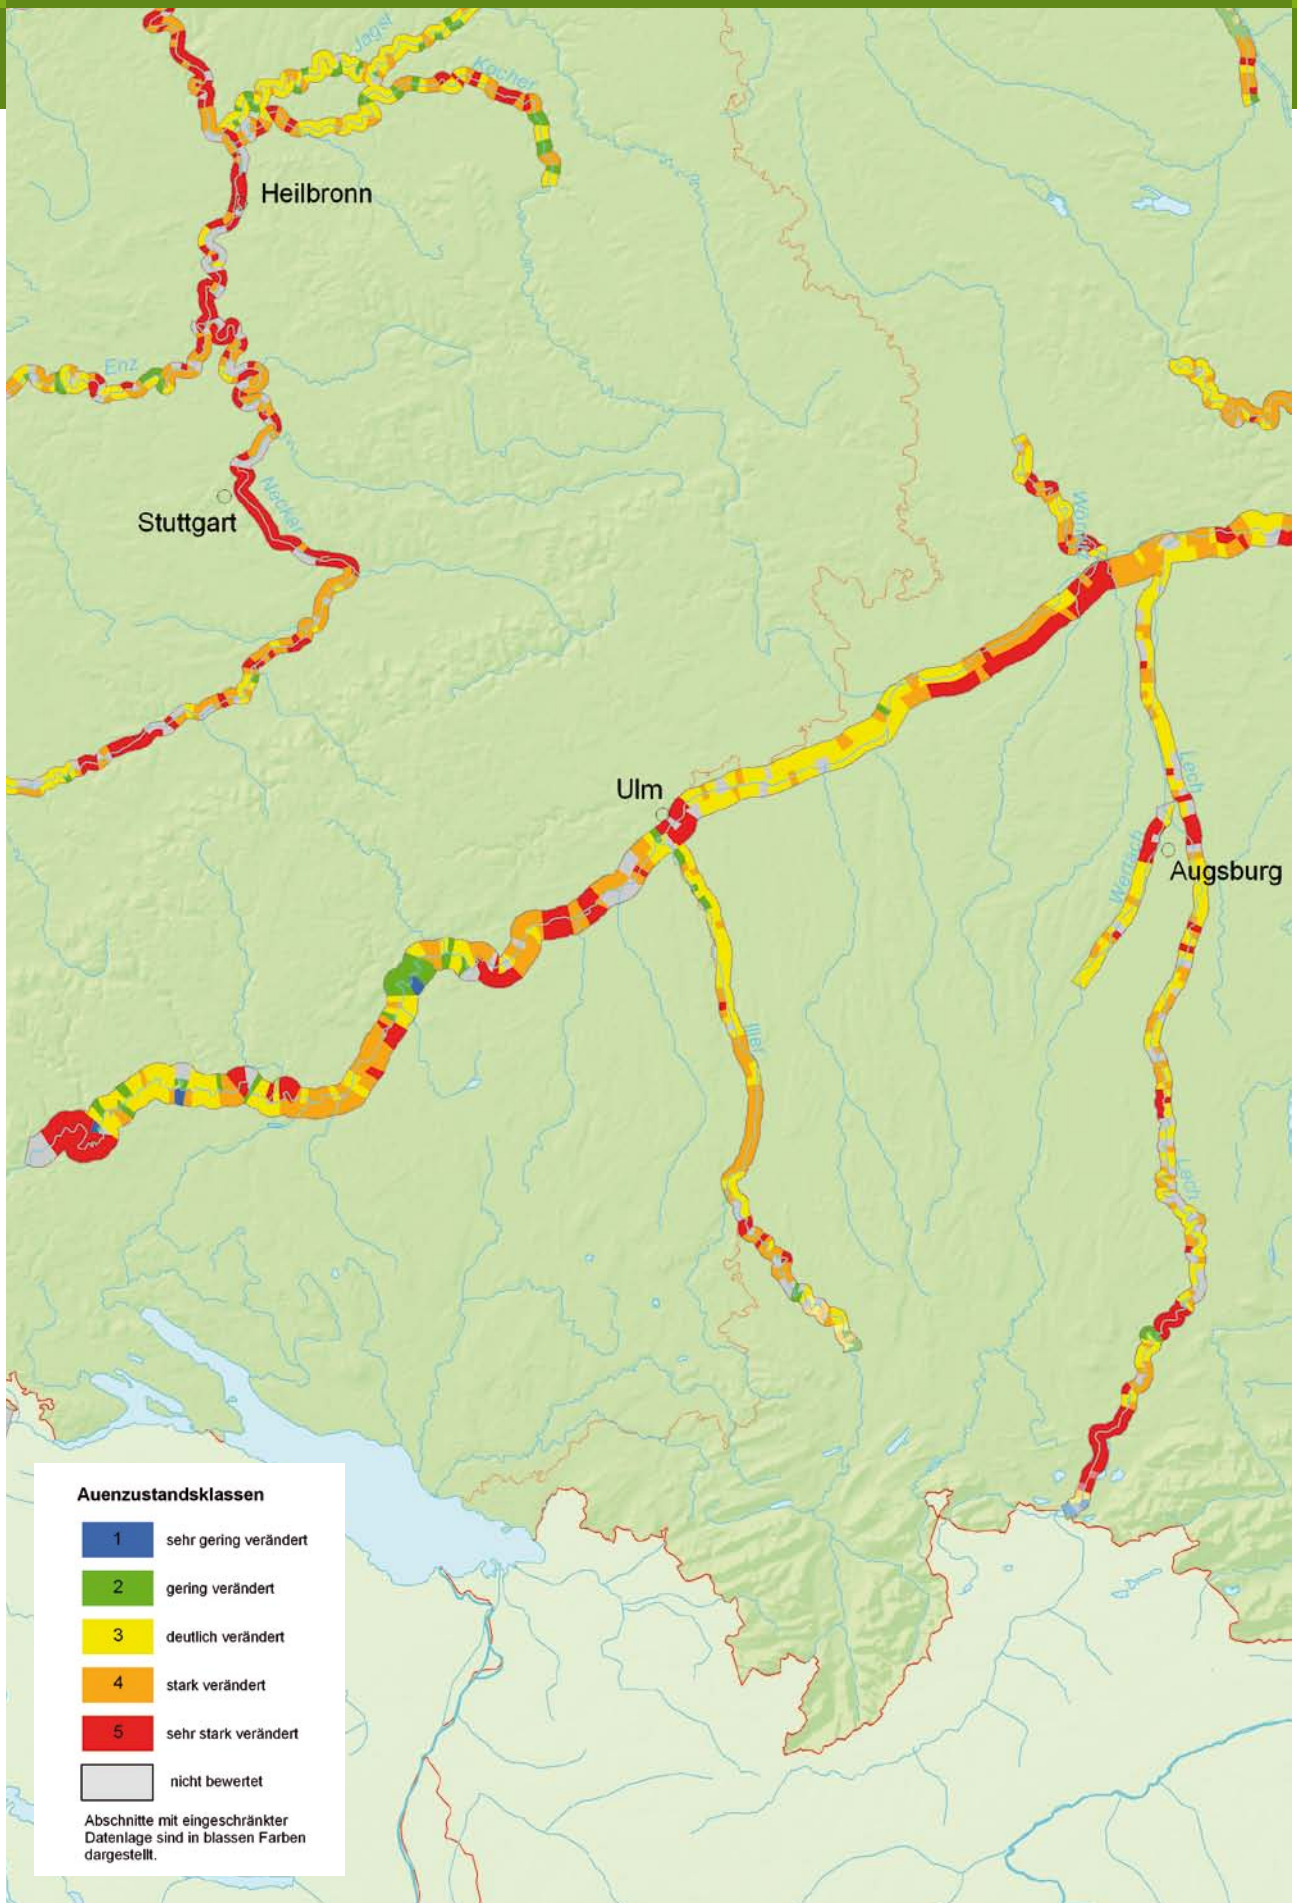 Jagst
Kocher
Heilbronn
Enz
Neckar
Stuttgart
Ulm
Lech
Wertach
Augsburg
Iller
Lech
Auenzustandsklassen
1 sehr gering verändert
2 gering verändert
3 deutlich verändert
4 stark verändert
5 sehr stark verändert
nicht bewertet
Abschnitte mit eingeschränkter
Datenlage sind in blassen Farben
dargestellt.